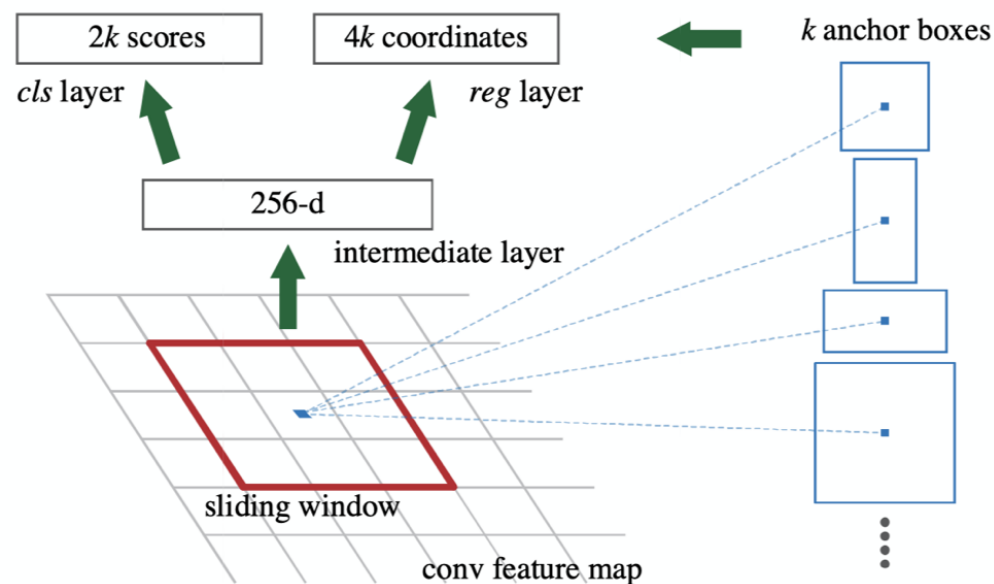 2k scores
4k coordinates
k anchor boxes
cls layer
reg layer
256-d
intermediate layer
sliding window
conv feature map